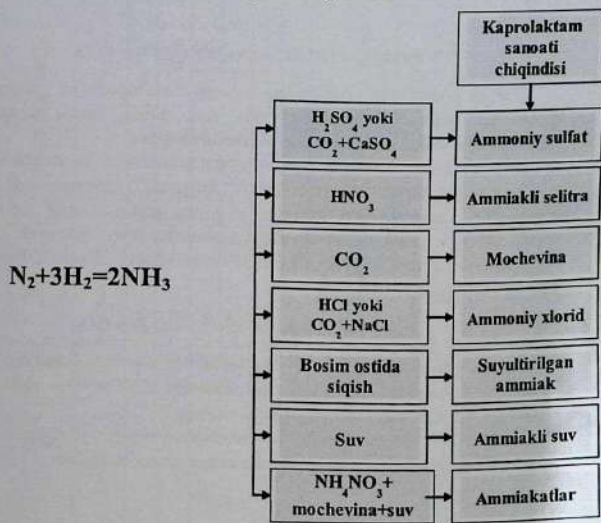 Kaprolaktam
sanoati
chiqindisi
H₂SO₄ yoki
CO₂+CaSO₄
Ammoniy sulfat
HNO₃
Ammiakli selitra
CO₂
Mochevina
N₂+3H₂=2NH₃
HCl yoki
CO₂+NaCl
Ammoniy xlorid
Bosim ostida
siqish
Suyultirilgan
ammiak
Suv
Ammiakli suv
NH₄NO₃+
mochevina+suv
Ammiakatlar